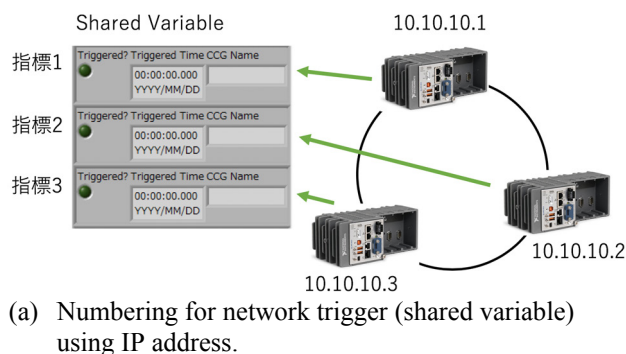 Shared Variable
10.10.10.1
指標1
Triggered? Triggered Time CCG Name
00:00:00.000
YYYY/MM/DD
指標2
Triggered? Triggered Time CCG Name
00:00:00.000
YYYY/MM/DD
指標3
Triggered? Triggered Time CCG Name
00:00:00.000
YYYY/MM/DD
10.10.10.2
10.10.10.3
(a) Numbering for network trigger (shared variable)
using IP address.